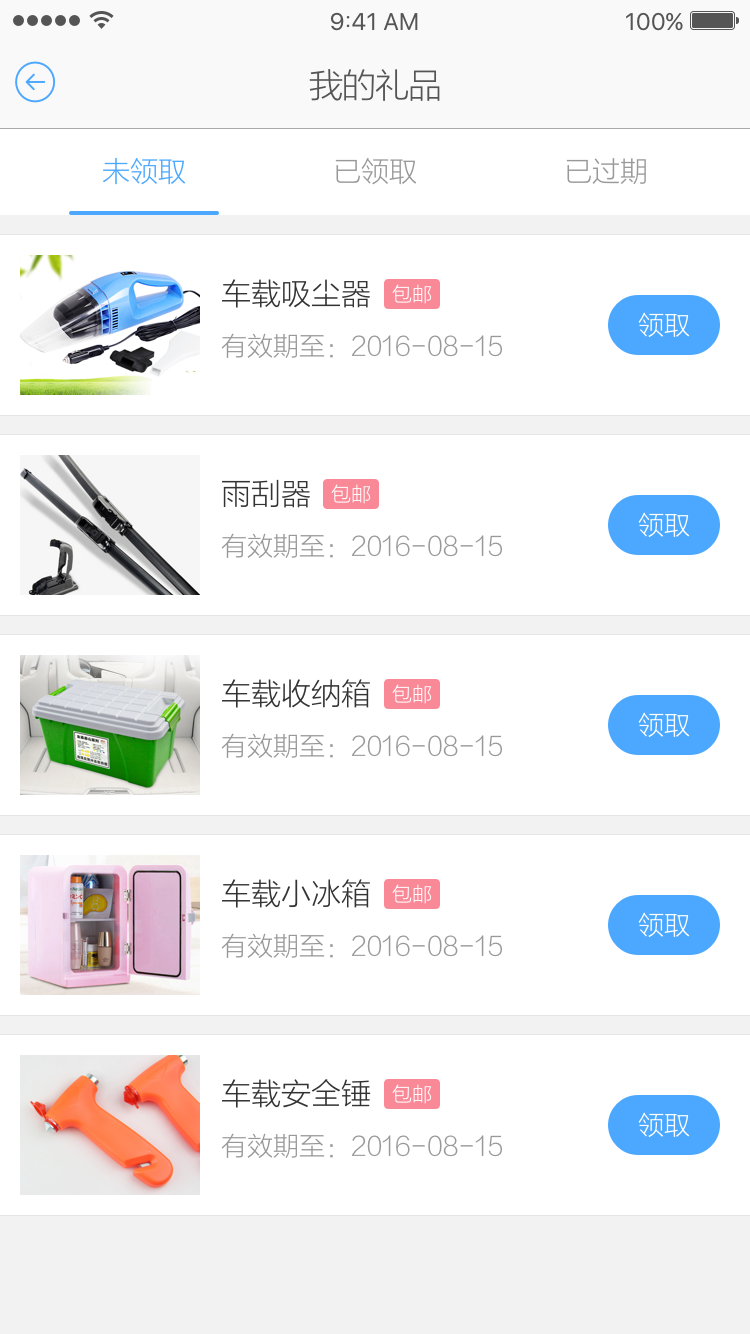 9:41 AM 100%
我的礼品
未领取 已领取 已过期
车载吸尘器 包邮
有效期至：2016-08-15
领取
雨刮器 包邮
有效期至：2016-08-15
领取
车载收纳箱 包邮
有效期至：2016-08-15
领取
车载小冰箱 包邮
有效期至：2016-08-15
领取
车载安全锤 包邮
有效期至：2016-08-15
领取